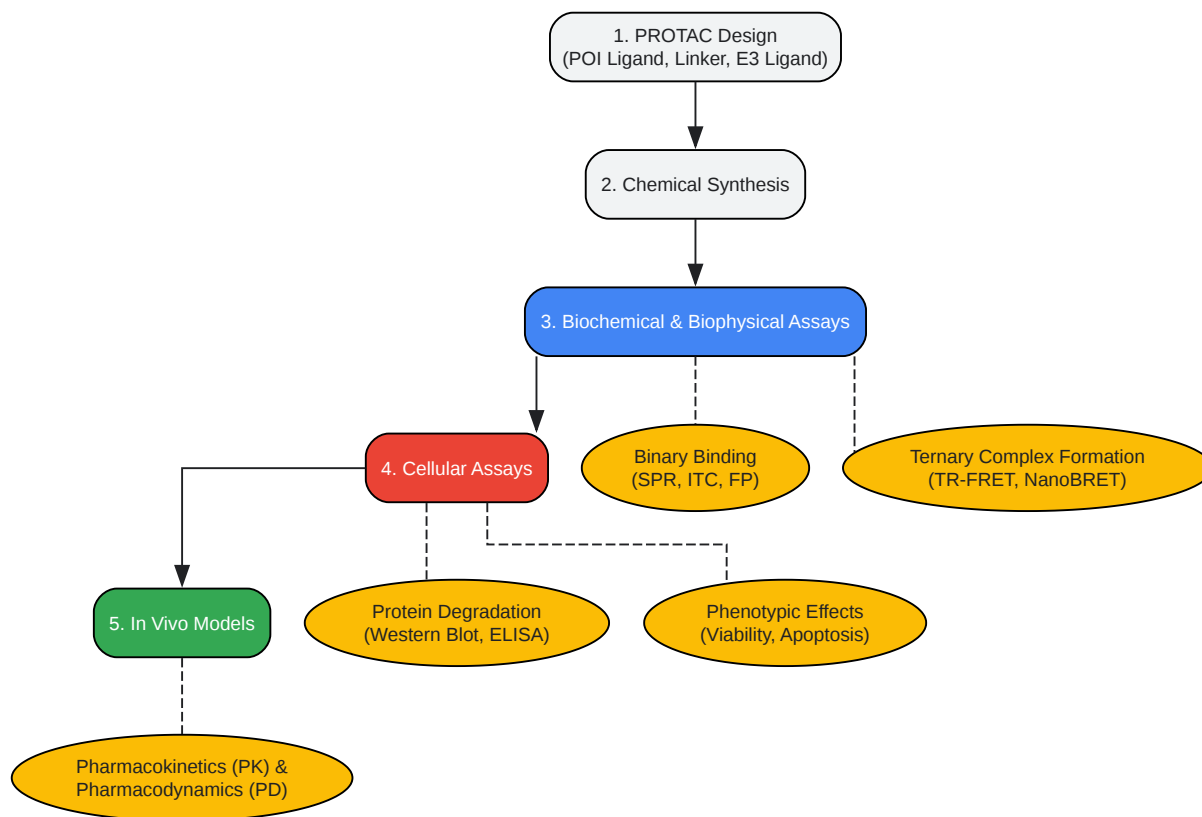 1. PROTAC Design
(POI Ligand, Linker, E3 Ligand)
2. Chemical Synthesis
3. Biochemical & Biophysical Assays
4. Cellular Assays
Binary Binding
(SPR, ITC, FP)
Ternary Complex Formation
(TR-FRET, NanoBRET)
5. In Vivo Models
Protein Degradation
(Western Blot, ELISA)
Phenotypic Effects
(Viability, Apoptosis)
Pharmacokinetics (PK) &
Pharmacodynamics (PD)